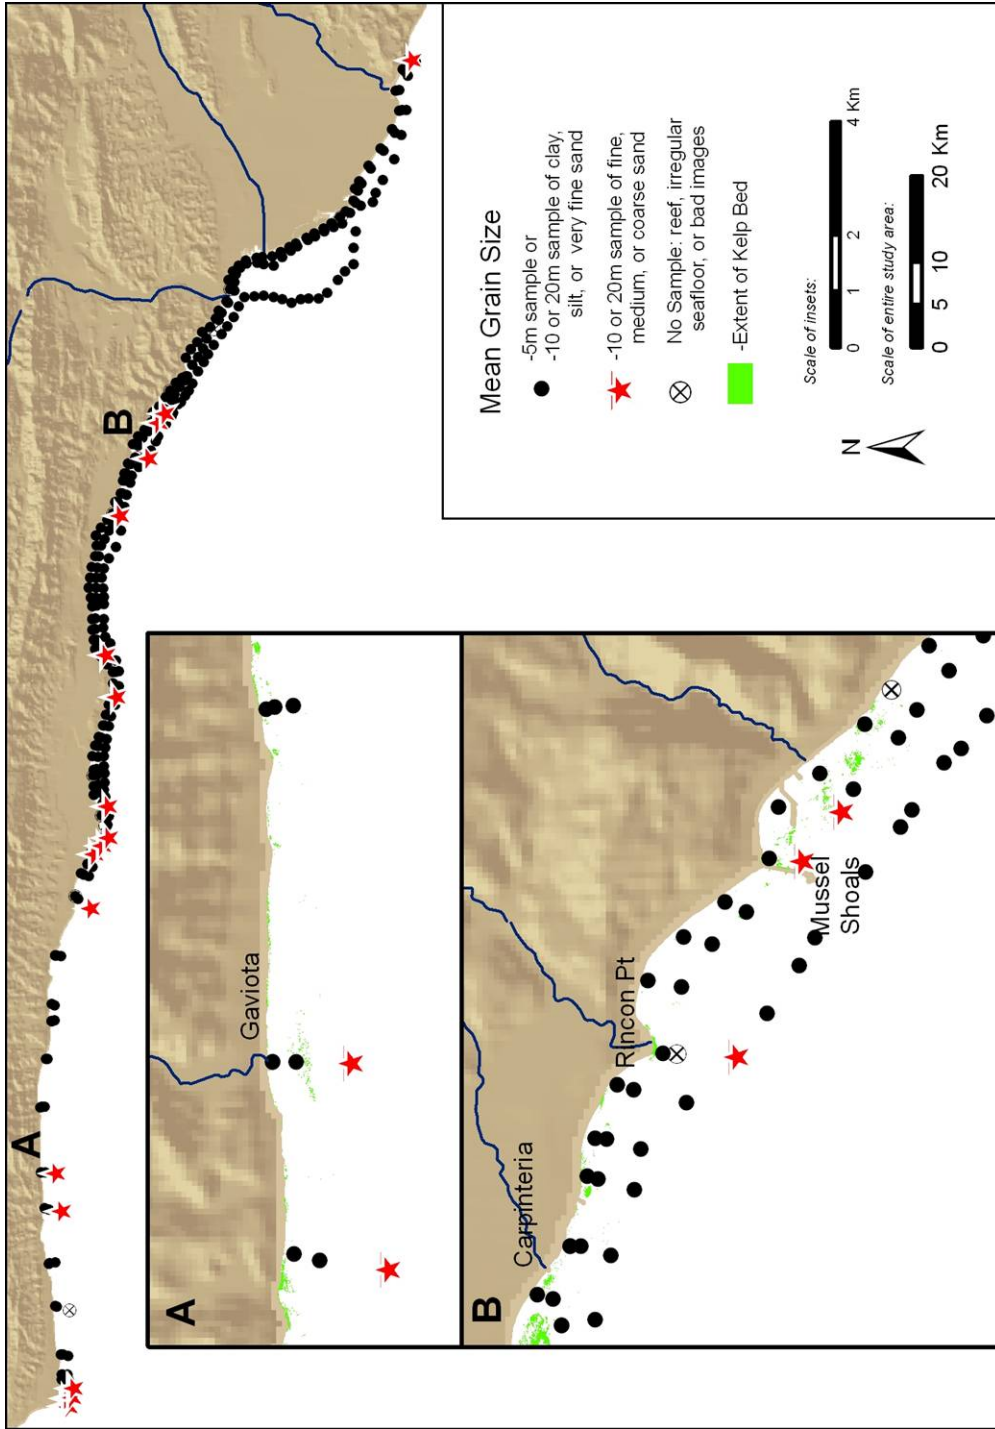 A
B
A
Gaviota
B
Carpinteria
RIncon Pt
Mussel
Shoals
Mean Grain Size
-5m sample or
-10 or 20m sample of clay,
silt, or very fine sand
-10 or 20m sample of fine,
medium, or coarse sand
No Sample: reef, irregular
seafloor, or bad images
-Extent of Kelp Bed
N
Scale of insets:
0 1 2 4 Km
Scale of entire study area:
0 5 10 20 Km